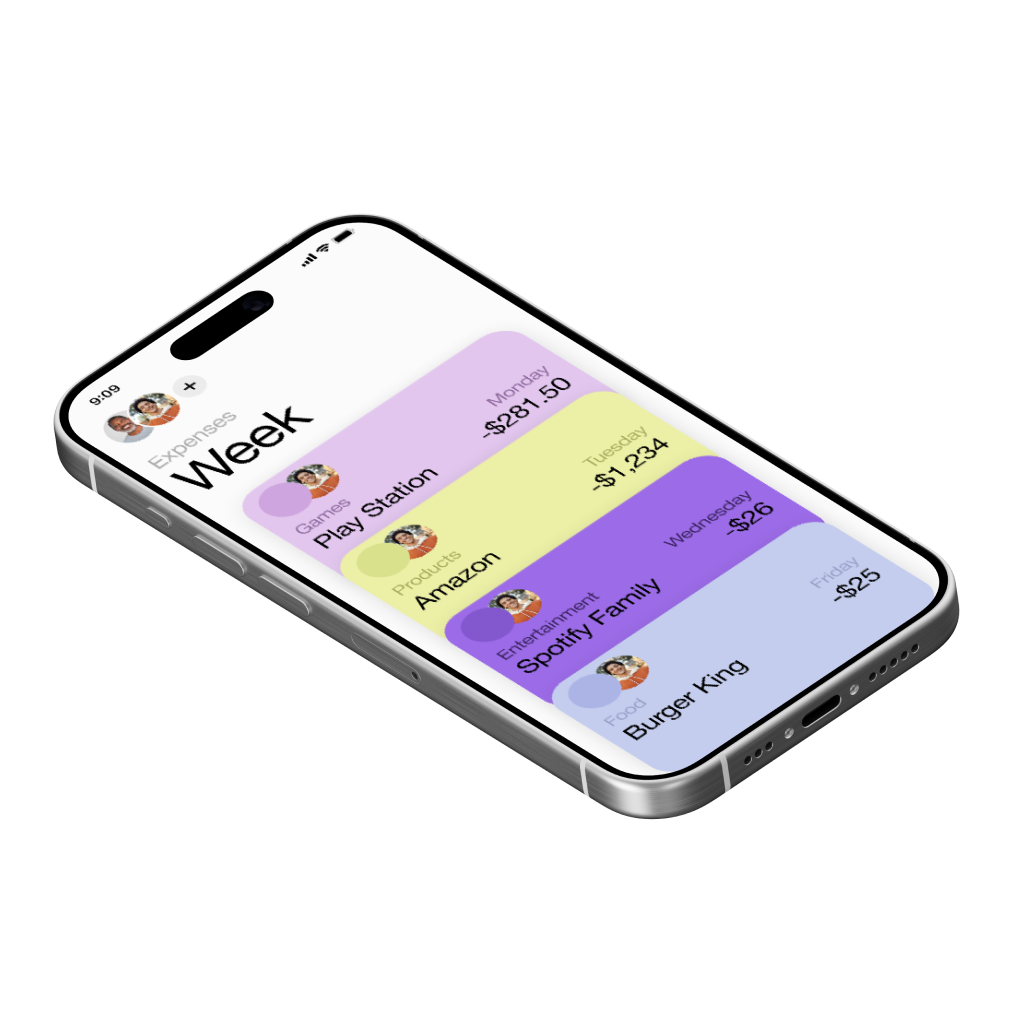 9:09
Expenses
Week
Monday
Games
Play Station
-$281.50
Tuesday
Products
Amazon
-$1,234
Wednesday
Entertainment
Spotify Family
-$26
Friday
Food
Burger King
-$25